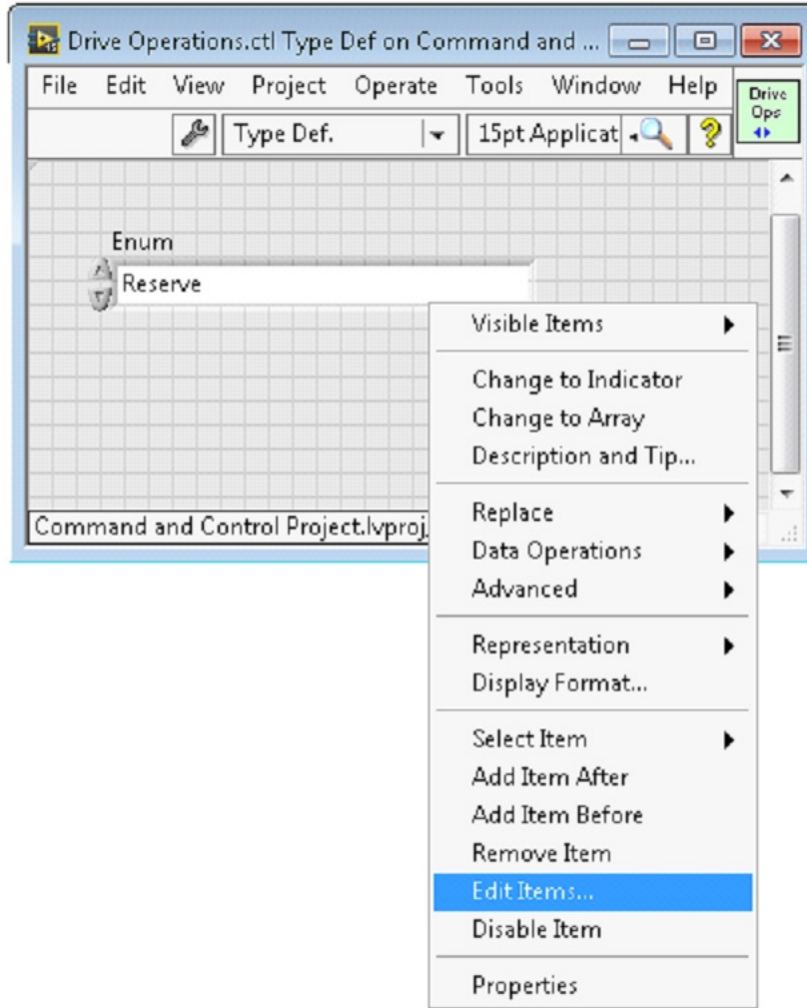 Drive Operations.ctl Type Def on Command and ...
File Edit View Project Operate Tools Window Help
Drive
Ops
Type Def.
15pt Applicat
?
Enum
Reserve
Command and Control Project.lvproj
Visible Items
Change to Indicator
Change to Array
Description and Tip...
Replace
Data Operations
Advanced
Representation
Display Format...
Select Item
Add Item After
Add Item Before
Remove Item
Edit Items...
Disable Item
Properties